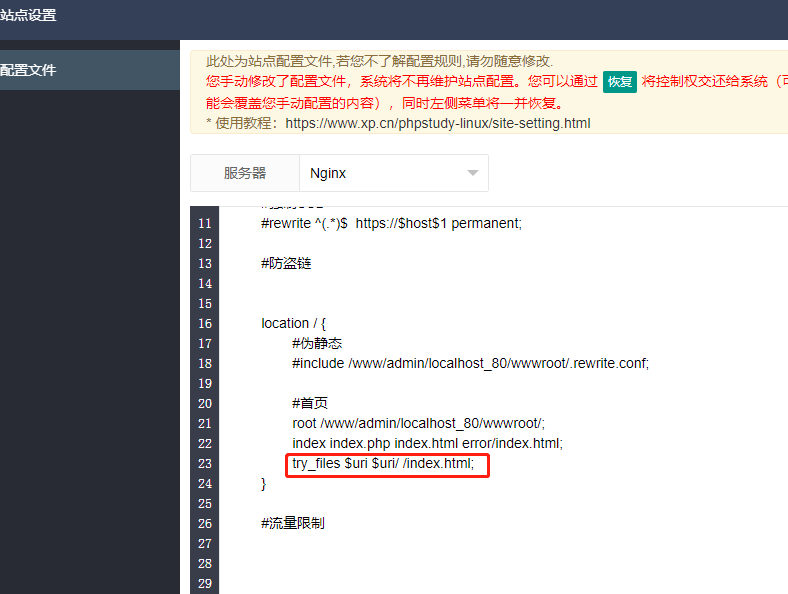 站点设置
配置文件
此处为站点配置文件,若您不了解配置规则,请勿随意修改.
您手动修改了配置文件，系统将不再维护站点配置。您可以通过 恢复 将控制权交还给系统（可
能会覆盖您手动配置的内容），同时左侧菜单将一并恢复。
* 使用教程：https://www.xp.cn/phpstudy-linux/site-setting.html
服务器 Nginx
11 #rewrite ^(.*)$ https://$host$1 permanent;
12
13 #防盗链
14
15
16 location / {
17 #伪静态
18 #include /www/admin/localhost_80/wwwroot/.rewrite.conf;
19
20 #首页
21 root /www/admin/localhost_80/wwwroot/;
22 index index.php index.html error/index.html;
23 try_files $uri $uri/ /index.html;
24 }
25
26 #流量限制
27
28
29